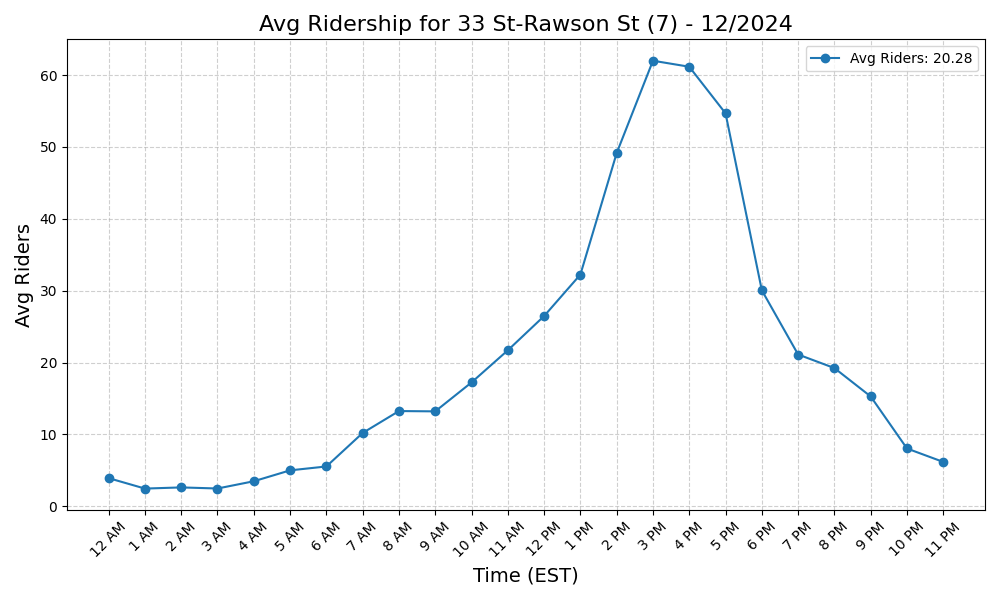 Avg Ridership for 33 St-Rawson St (7) - 12/2024
Avg Riders: 20.28
Avg Riders
60
50
40
30
20
10
0
12 AM
1 AM
2 AM
3 AM
4 AM
5 AM
6 AM
7 AM
8 AM
9 AM
10 AM
11 AM
12 PM
1 PM
2 PM
3 PM
4 PM
5 PM
6 PM
7 PM
8 PM
9 PM
10 PM
11 PM
Time (EST)